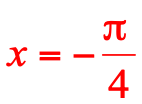 x = − π/4